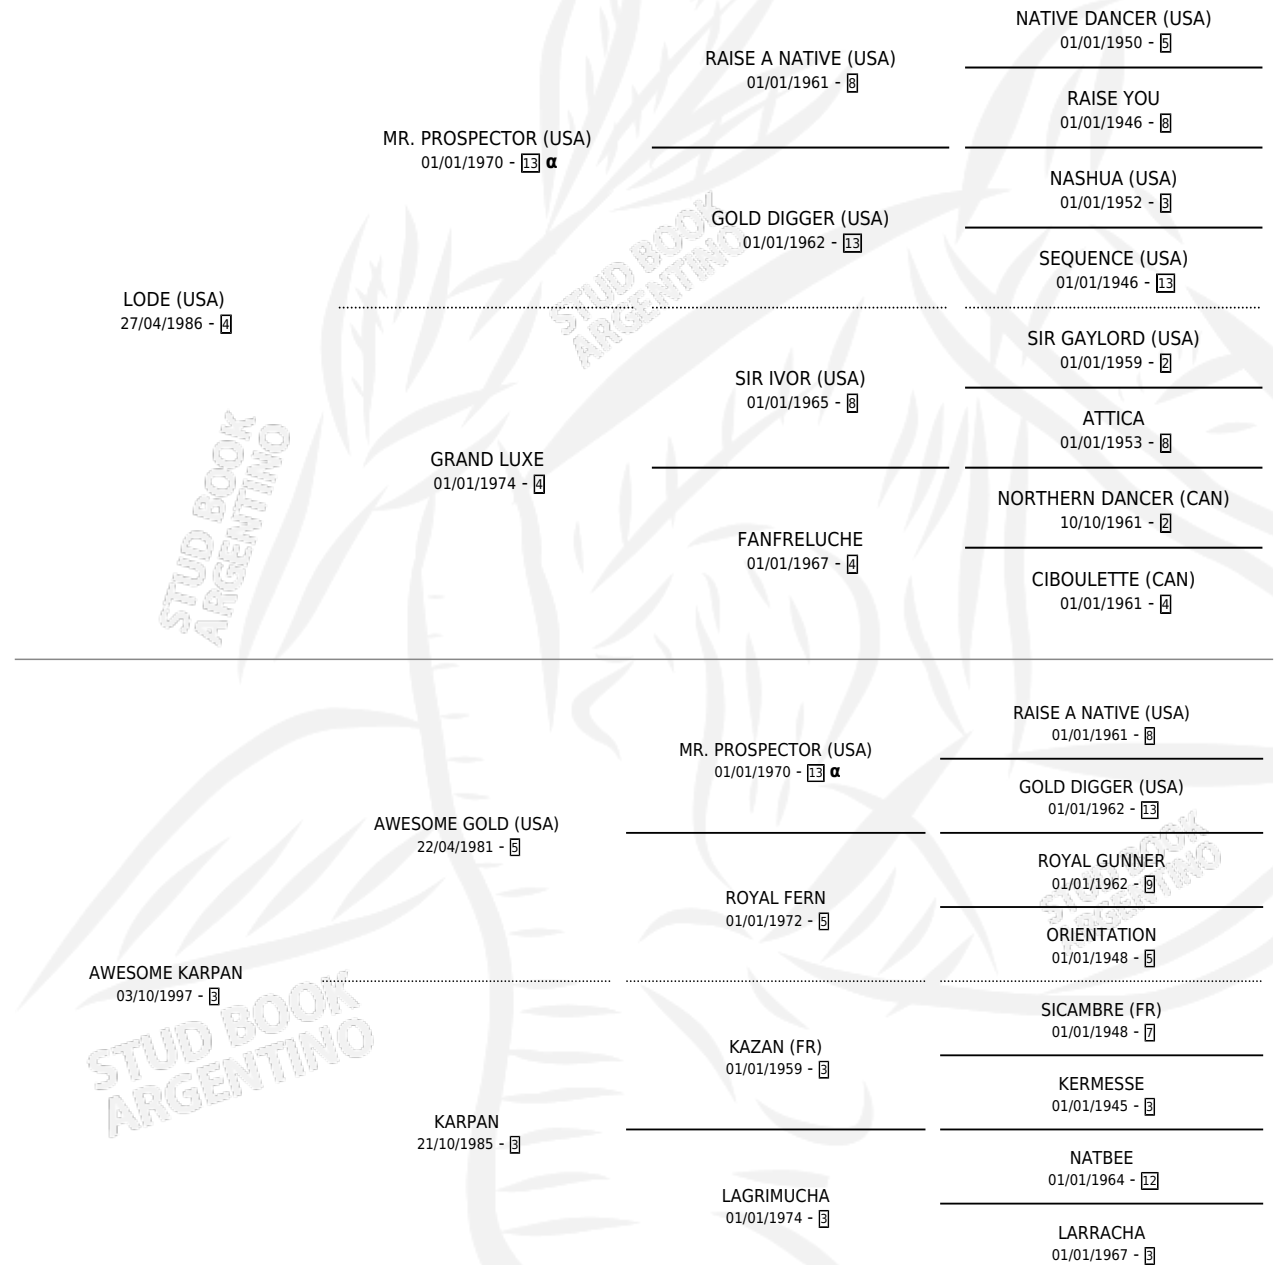 NATIVE DANCER (USA)
01/01/1950 - 5
RAISE A NATIVE (USA)
01/01/1961 - 8
RAISE YOU
01/01/1946 - 8
MR. PROSPECTOR (USA)
01/01/1970 - 13 α
NASHUA (USA)
01/01/1952 - 3
GOLD DIGGER (USA)
01/01/1962 - 13
SEQUENCE (USA)
01/01/1946 - 13
LODE (USA)
27/04/1986 - 4
STUD BOOK
ARGENTINO
SIR GAYLORD (USA)
01/01/1959 - 2
SIR IVOR (USA)
01/01/1965 - 8
ATTICA
01/01/1953 - 8
GRAND LUXE
01/01/1974 - 4
NORTHERN DANCER (CAN)
10/10/1961 - 2
FANFRELUCHE
01/01/1967 - 4
CIBOULETTE (CAN)
01/01/1961 - 4
STUD BOOK
ARGENTINO
RAISE A NATIVE (USA)
01/01/1961 - 8
MR. PROSPECTOR (USA)
01/01/1970 - 13 α
GOLD DIGGER (USA)
01/01/1962 - 13
AWESOME GOLD (USA)
22/04/1981 - 5
ROYAL GUNNER
01/01/1962 - 9
ROYAL FERN
01/01/1972 - 5
ORIENTATION
01/01/1948 - 5
STUD BOOK
ARGENTINO
AWESOME KARPAN
03/10/1997 - 3
STUD BOOK
ARGENTINO
SICAMBRE (FR)
01/01/1948 - 7
KAZAN (FR)
01/01/1959 - 3
KERMESSE
01/01/1945 - 3
KARPAN
21/10/1985 - 3
NATBEE
01/01/1964 - 12
LAGRIMUCHA
01/01/1974 - 3
LARRACHA
01/01/1967 - 3